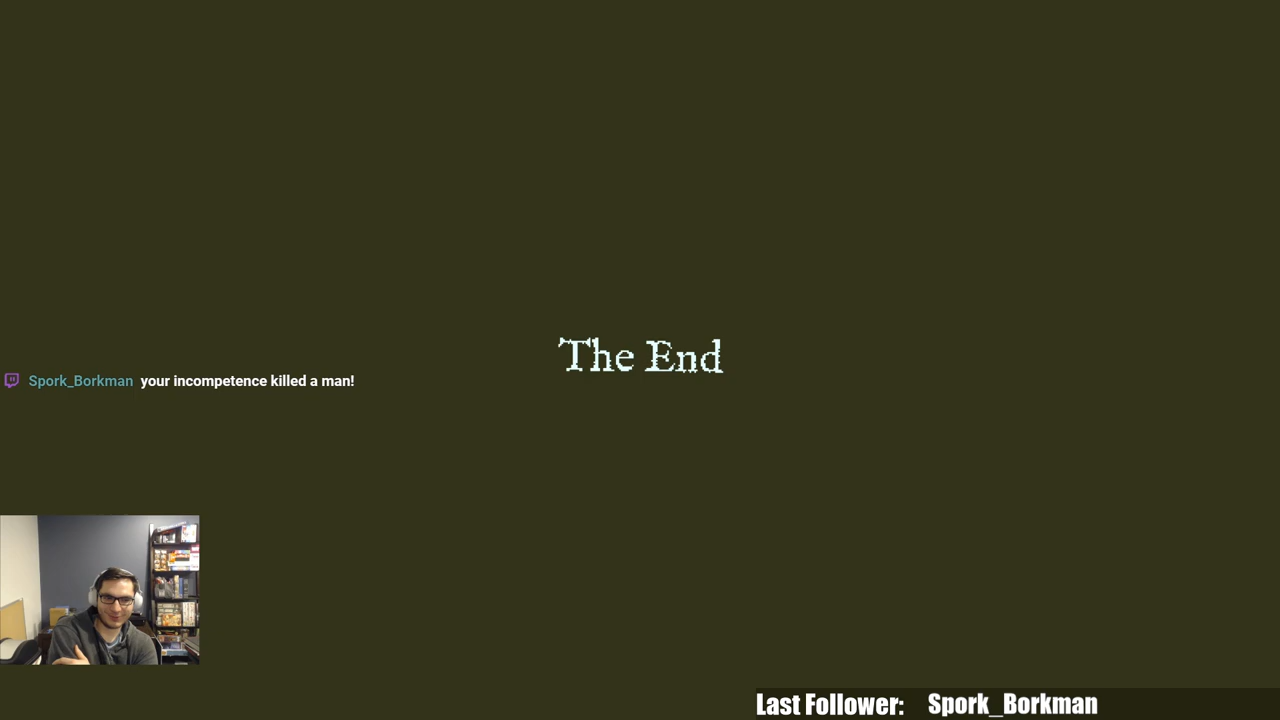 The End
Spork_Borkman your incompetence killed a man!
Last Follower: Spork_Borkman